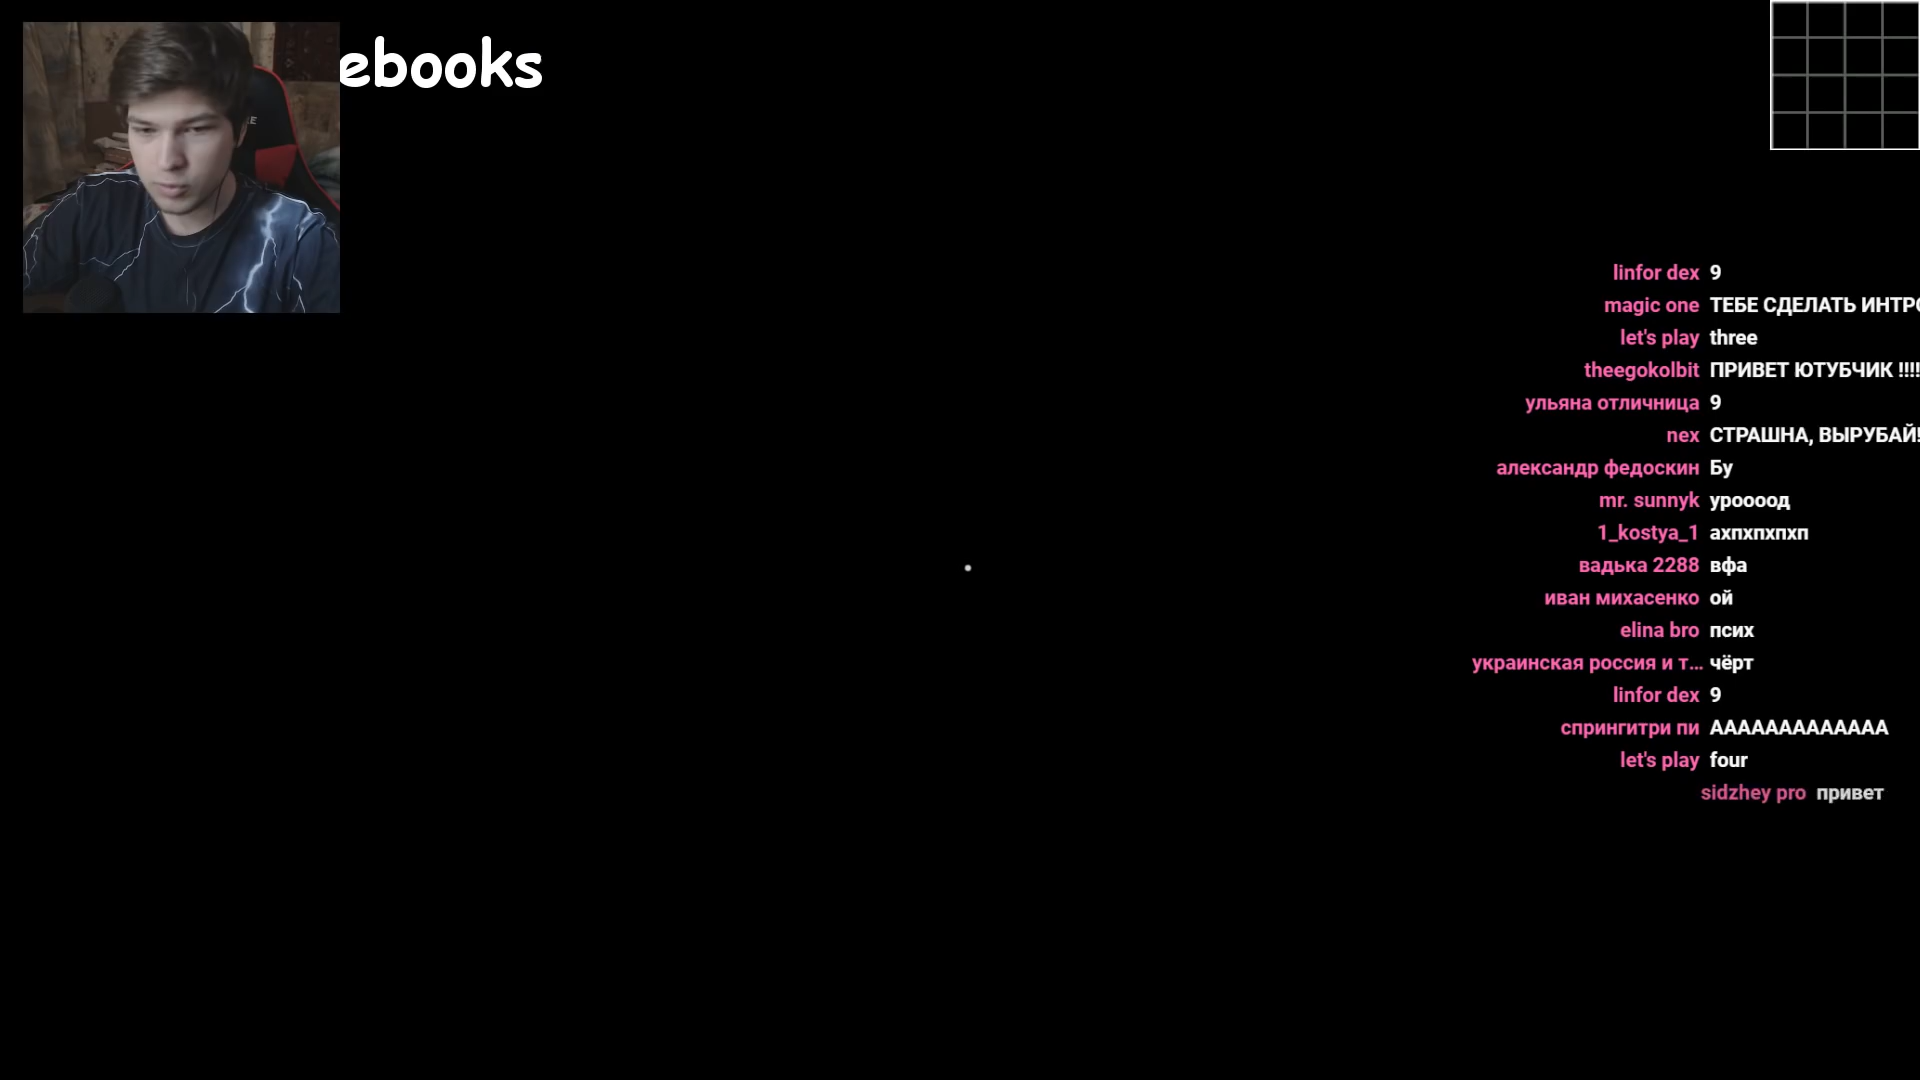 ebooks
linfor dex 9
magic one ТЕБЕ СДЕЛАТЬ ИНТРО
let's play three
theegokolbit ПРИВЕТ ЮТУБЧИК !!!!
ульяна отличница 9
nex СТРАШНА, ВЫРУБАЙ!
александр федоскин Бу
mr. sunnyk уроооод
1_kostya_1 ахпхпхпхп
вадька 2288 вфа
иван михасенко ой
elina bro псих
украинская россия и т... чёрт
linfor dex 9
спрингитри пи ААААААААААААА
let's play four
sidzhey pro привет